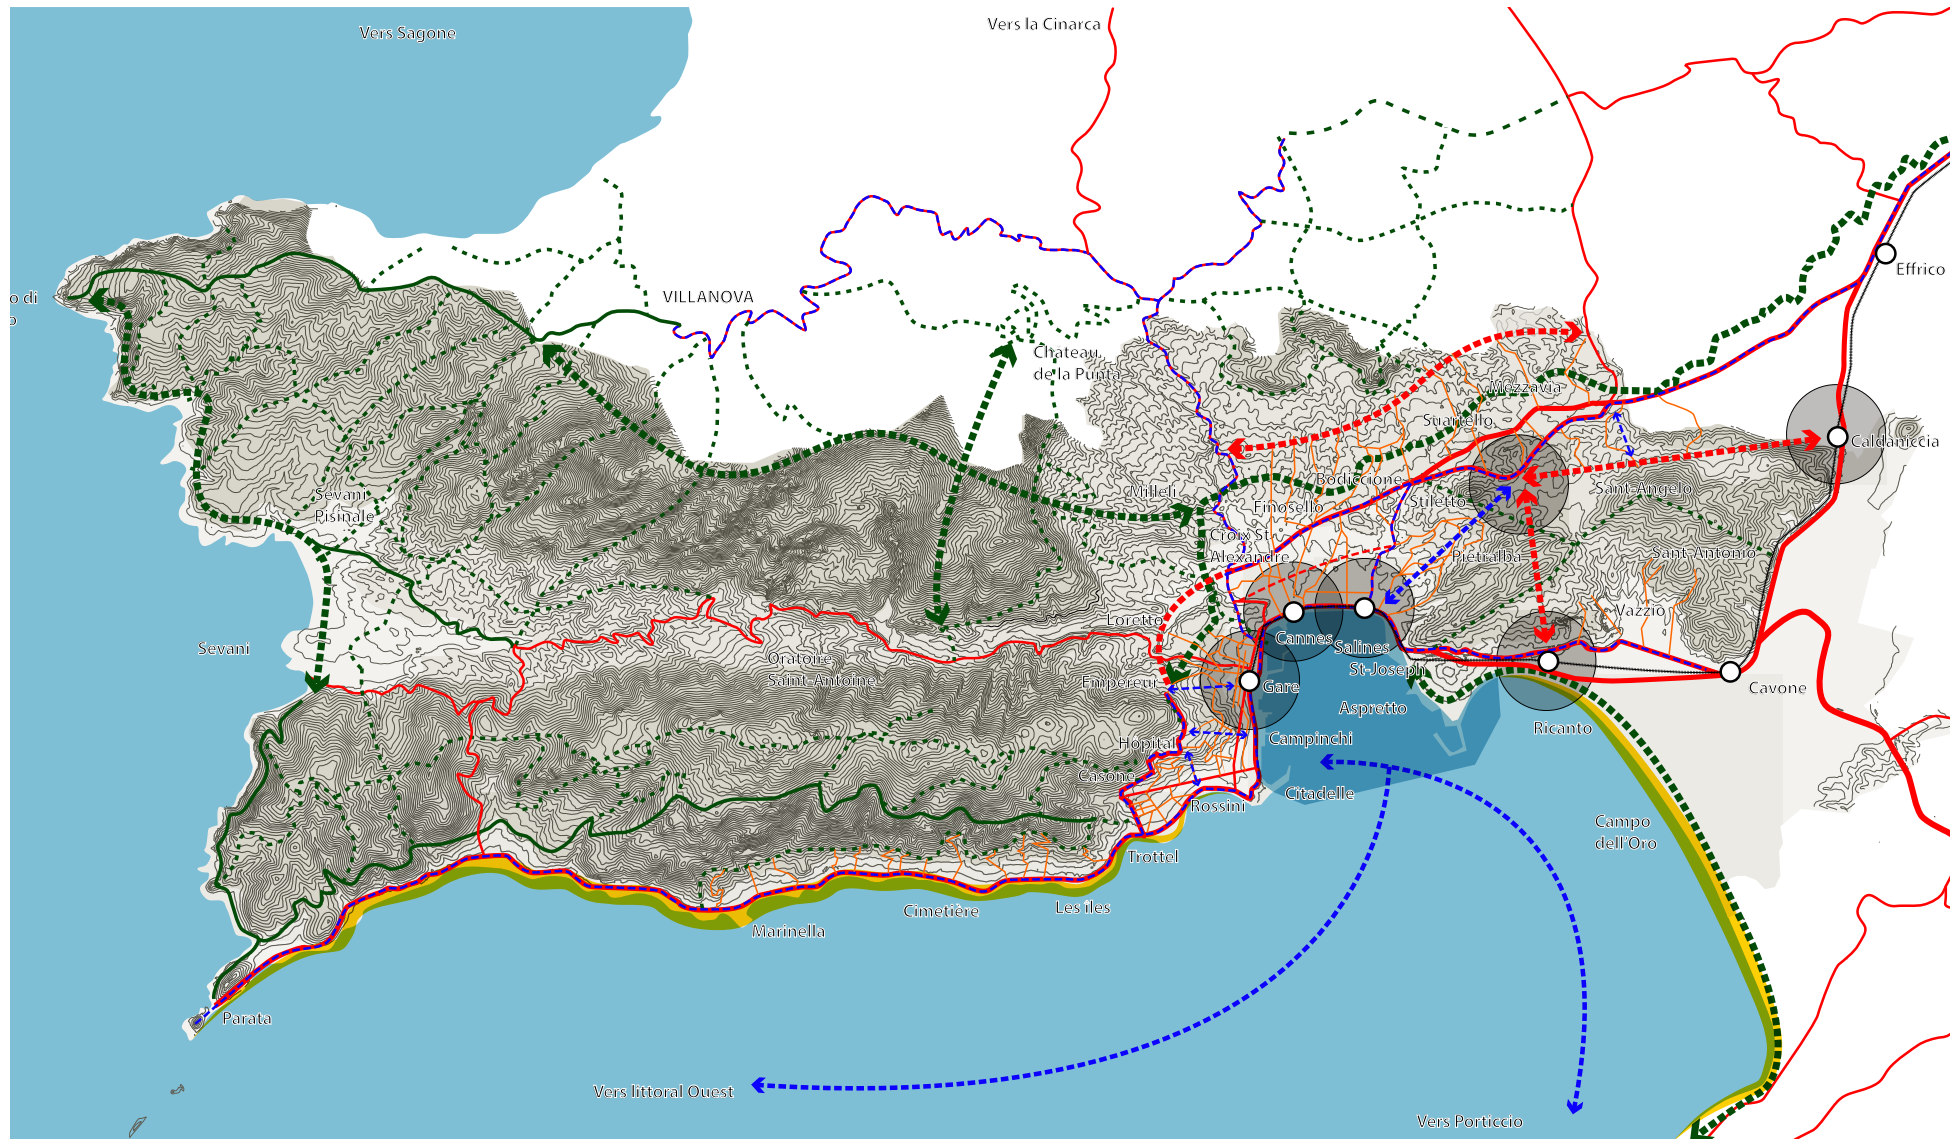 Vers Sagone
Vers la Cinarca
Effrico
o di
VILLANOVA
Chateau
de la Punta
Mezzavia
Suartello
Caldaniccia
Bodiccione
Sant-Angelo
Milleli
Sevani
Pisinale
Finosello
Stiletto
Croix St
Alexandre
Pietralba
Sant-Antonio
Vazzio
Loretto
Cannes
Salines
Sevani
Oratoire
Saint-Antoine
St-Joseph
Empereur
Gare
Cavone
Aspretto
Ricanto
Hopital
Campinchi
Casone
Citadelle
Rossini
Campo
dell'Oro
Trottel
Cimetière
Les iles
Marinella
Parata
Vers littoral Ouest
Vers Porticcio